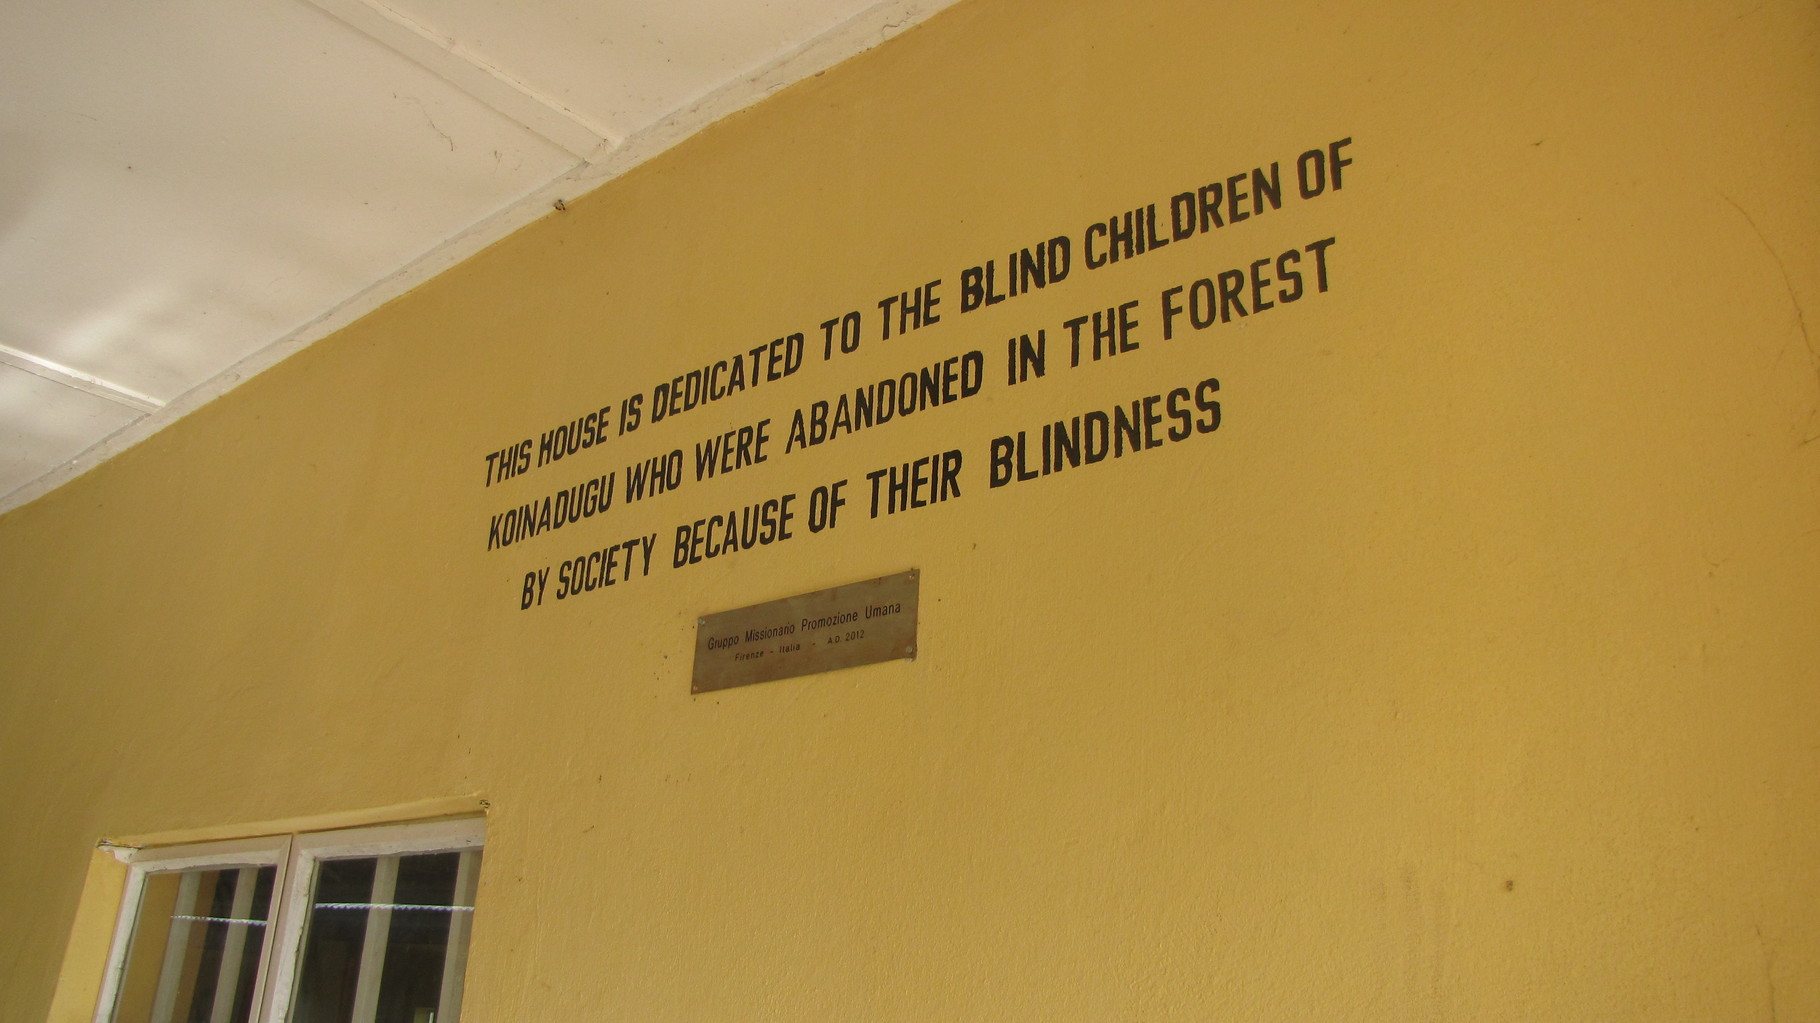 THIS HOUSE IS DEDICATED TO THE BLIND CHILDREN OF
KOINADUGU WHO WERE ABANDONED IN THE FOREST
BY SOCIETY BECAUSE OF THEIR BLINDNESS
Gruppo Missionario Promozione Umana
Firenze - Italia - A.D. 2012